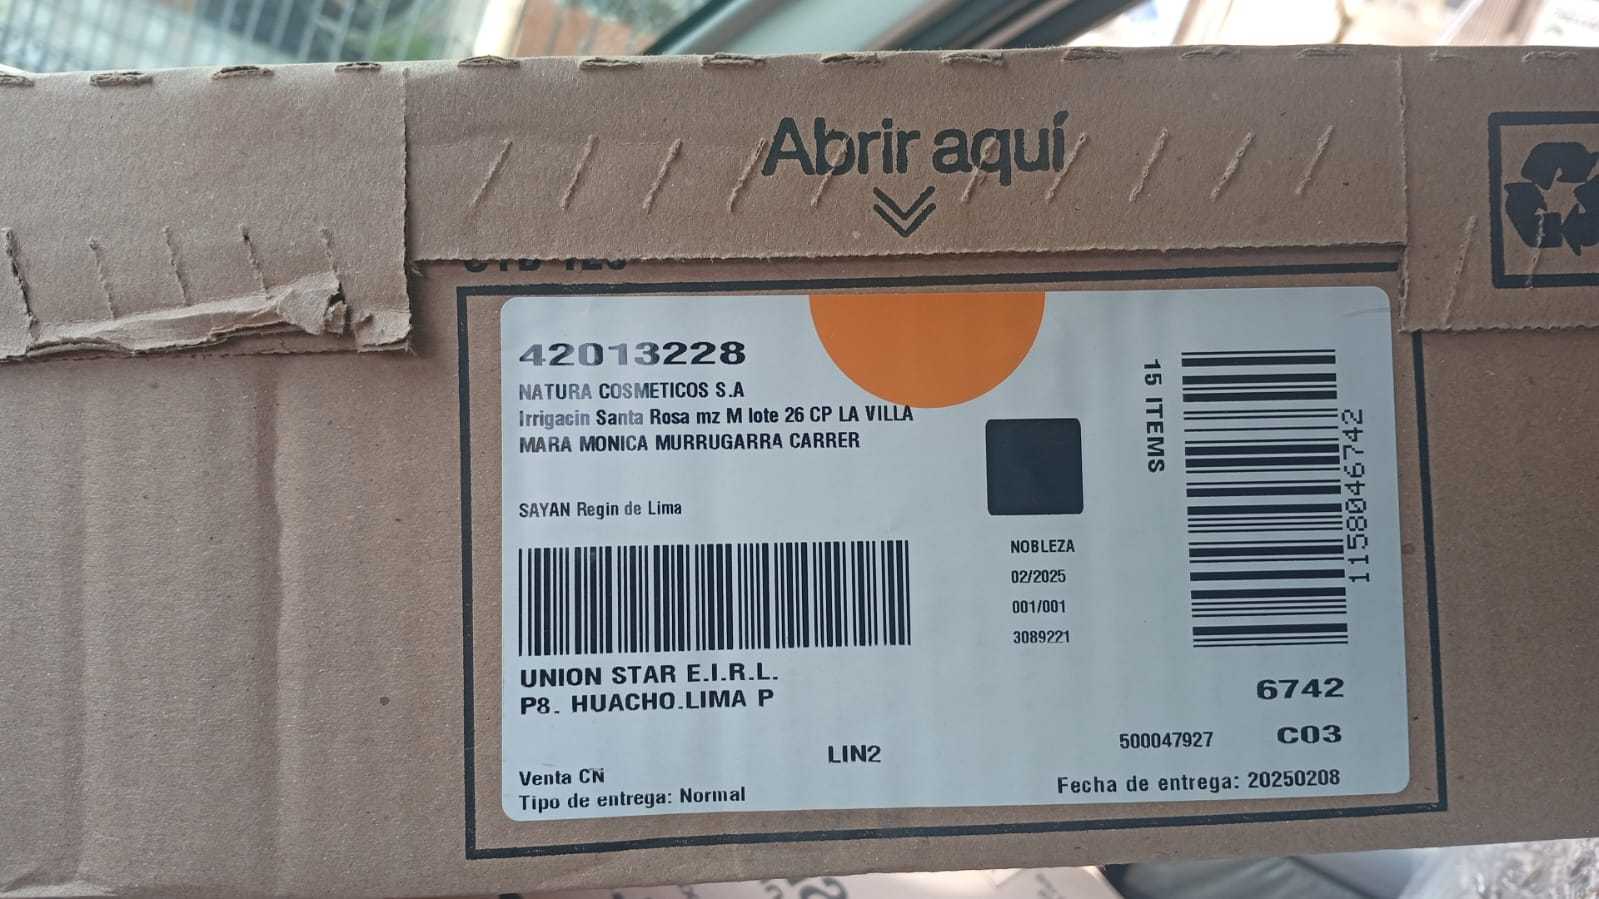 Abrir aquí
42013228
NATURA COSMETICOS S.A
Irrigacin Santa Rosa mz M lote 26 CP LA VILLA
MARA MONICA MURRUGARRA CARRER
SAYAN Regin de Lima
15 ITEMS
1158046742
NOBLEZA
02/2025
001/001
3089221
UNION STAR E.I.R.L.
P8. HUACHO.LIMA P
6742
LIN2
500047927 C03
Venta CN
Tipo de entrega: Normal
Fecha de entrega: 20250208